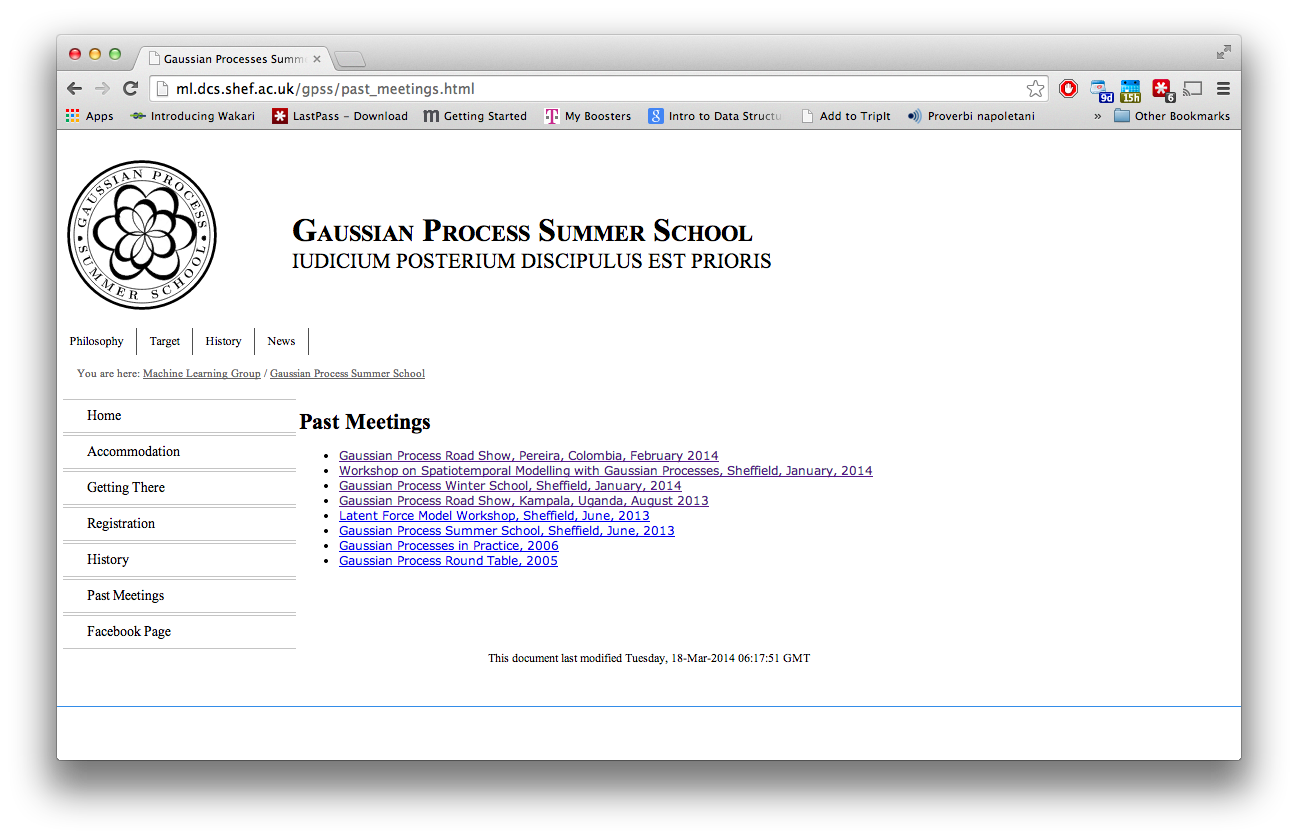 Gaussian Processes Summ
ml.dcs.shef.ac.uk/gpss/past_meetings.html
9d 15h 6
Apps Introducing Wakari LastPass – Download Getting Started My Boosters Intro to Data Structu Add to TripIt Proverbi napoletani » Other Bookmarks
GAUSSIAN PROCESS
SUMMER SCHOOL
Gaussian Process Summer School
IUDICIUM POSTERIUM DISCIPULUS EST PRIORIS
Philosophy Target History News
You are here: Machine Learning Group / Gaussian Process Summer School
Home
Accommodation
Getting There
Registration
History
Past Meetings
Facebook Page
Past Meetings
• Gaussian Process Road Show, Pereira, Colombia, February 2014
• Workshop on Spatiotemporal Modelling with Gaussian Processes, Sheffield, January, 2014
• Gaussian Process Winter School, Sheffield, January, 2014
• Gaussian Process Road Show, Kampala, Uganda, August 2013
• Latent Force Model Workshop, Sheffield, June, 2013
• Gaussian Process Summer School, Sheffield, June, 2013
• Gaussian Processes in Practice, 2006
• Gaussian Process Round Table, 2005
This document last modified Tuesday, 18-Mar-2014 06:17:51 GMT